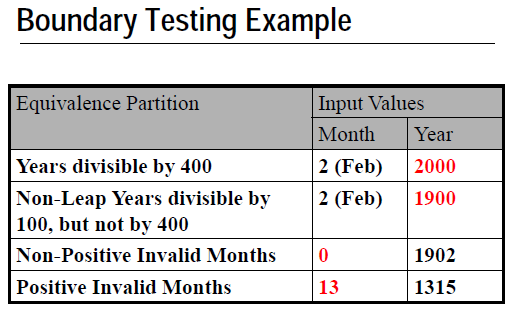 Boundary Testing Example
Equivalence Partition Input Values
Month Year
Years divisible by 400 2 (Feb) 2000
Non-Leap Years divisible by 2 (Feb) 1900
100, but not by 400
Non-Positive Invalid Months 0 1902
Positive Invalid Months 13 1315